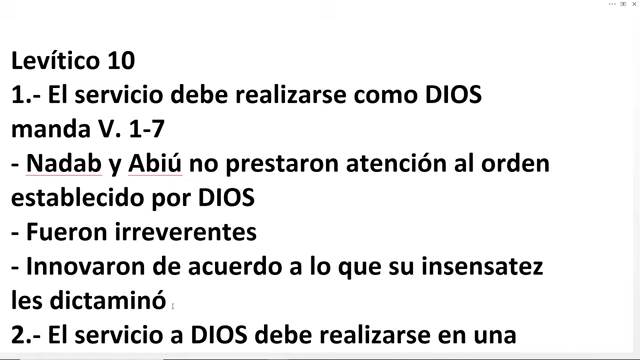 Levítico 10
1.- El servicio debe realizarse como DIOS
manda V. 1-7
- Nadab y Abiú no prestaron atención al orden
establecido por DIOS
- Fueron irreverentes
- Innovaron de acuerdo a lo que su insensatez
les dictaminó
2.- El servicio a DIOS debe realizarse en una